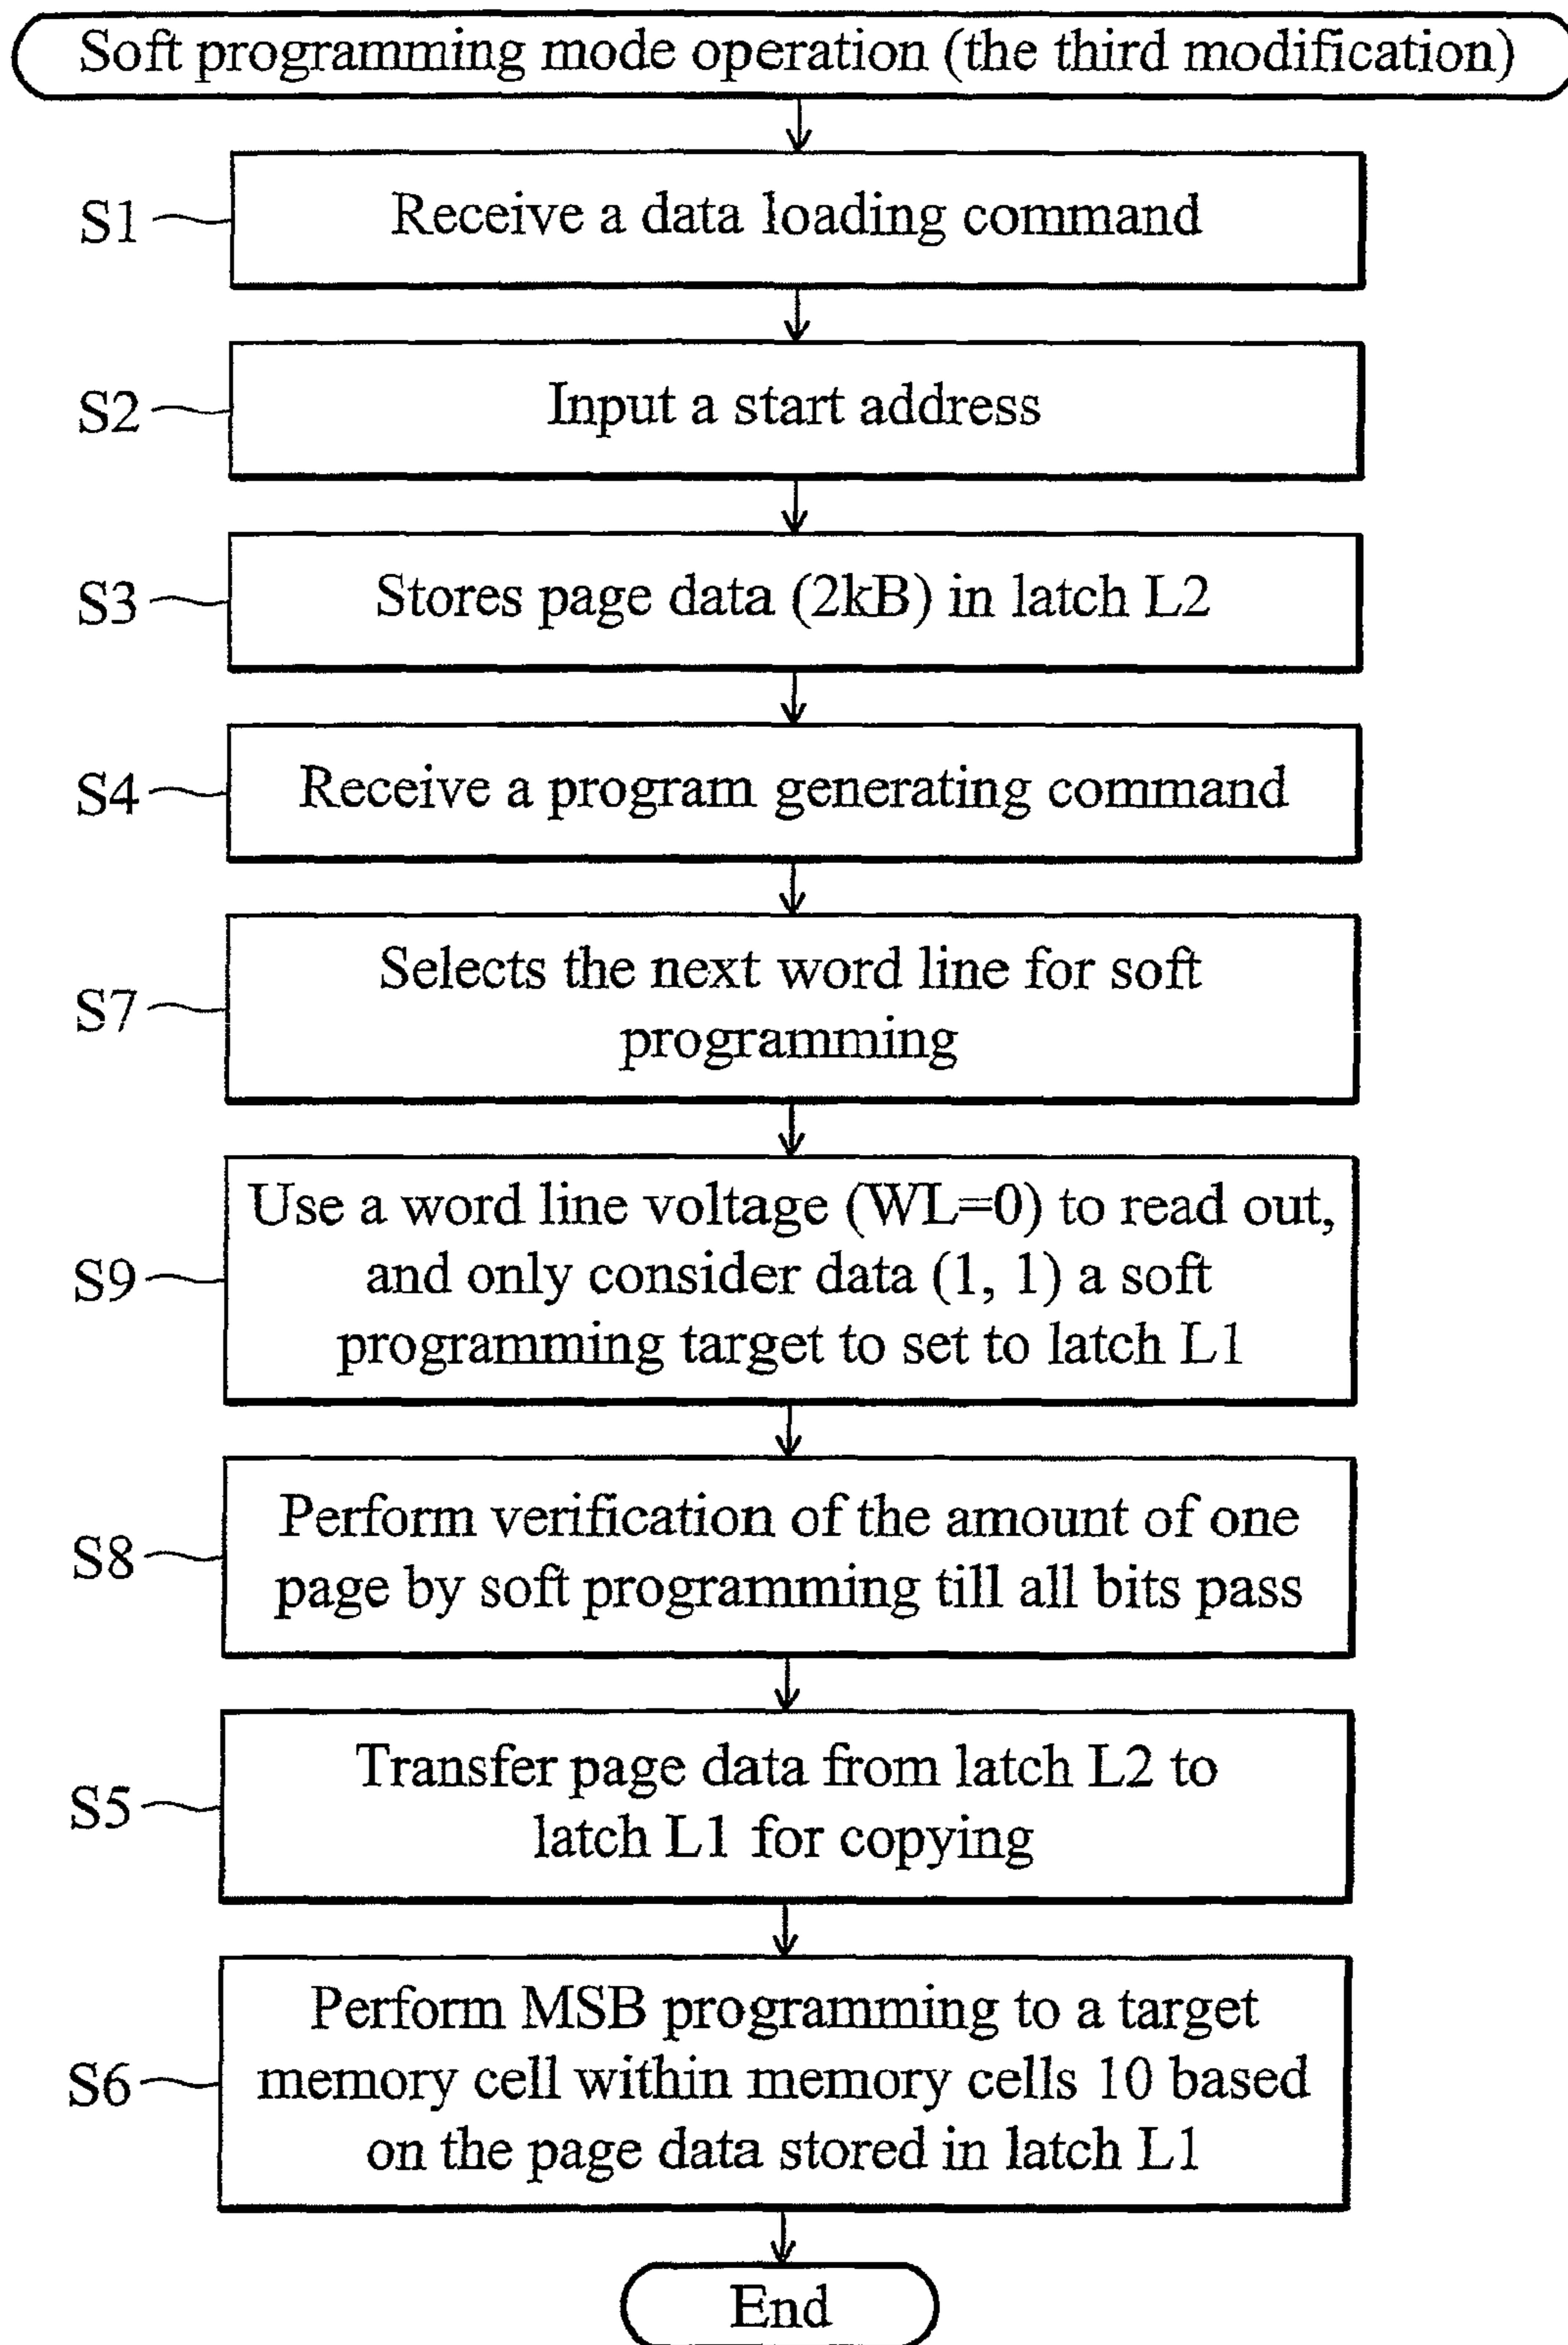 Soft programming mode operation (the third modification)
S1
Receive a data loading command
S2
Input a start address
S3
Stores page data (2kB) in latch L2
S4
Receive a program generating command
S7
Selects the next word line for soft
programming
S9
Use a word line voltage (WL=0) to read out,
and only consider data (1, 1) a soft
programming target to set to latch L1
S8
Perform verification of the amount of one
page by soft programming till all bits pass
S5
Transfer page data from latch L2 to
latch L1 for copying
S6
Perform MSB programming to a target
memory cell within memory cells 10 based
on the page data stored in latch L1
End